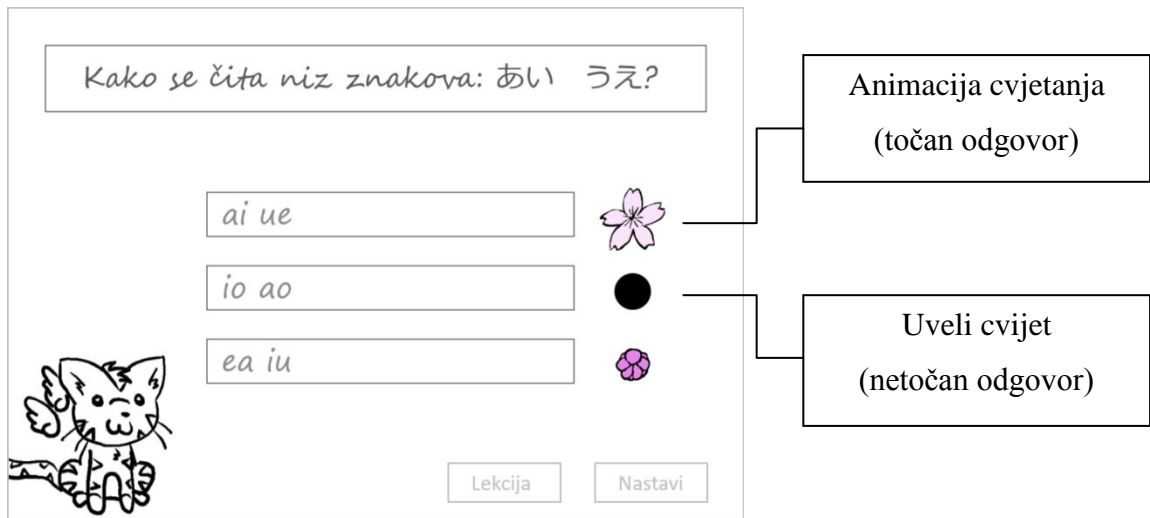 Kako se čita niz znakova: あい　うえ?
ai ue
io ao
ea iu
Lekcija
Nastavi
Animacija cvjetanja
(točan odgovor)
Uveli cvijet
(netočan odgovor)